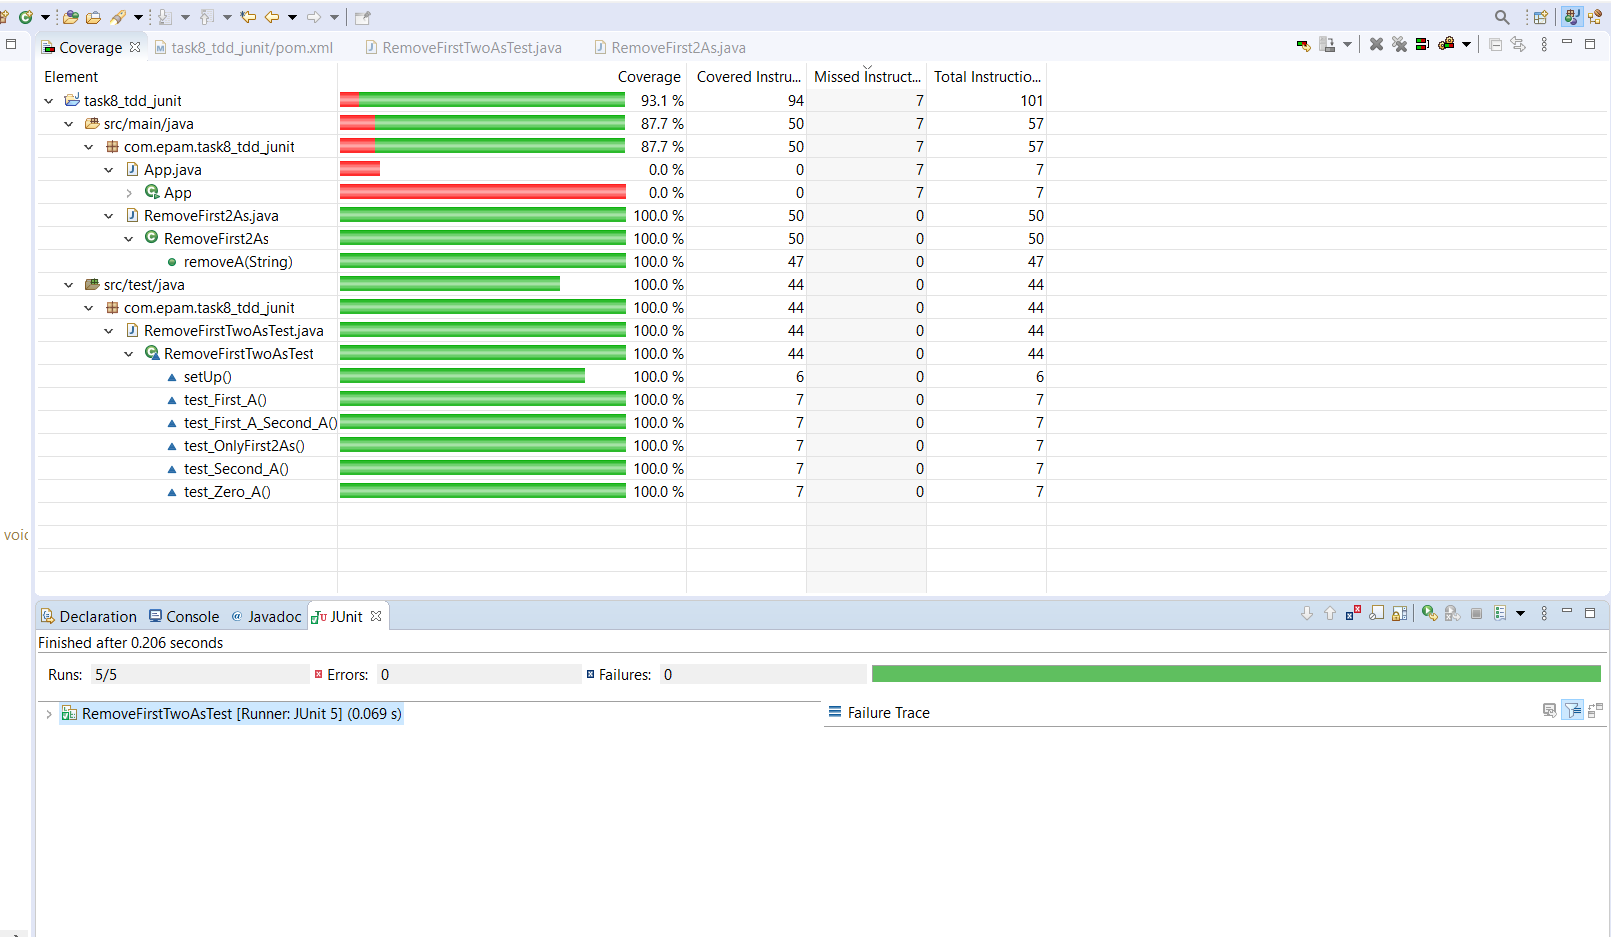 Coverage task8_tdd_junit/pom.xml RemoveFirstTwoAsTest.java RemoveFirst2As.java
Element Coverage Covered Instru... Missed Instruct... Total Instructio...
task8_tdd_junit 93.1 % 94 7 101
src/main/java 87.7 % 50 7 57
com.epam.task8_tdd_junit 87.7 % 50 7 57
App.java 0.0 % 0 7 7
App 0.0 % 0 7 7
RemoveFirst2As.java 100.0 % 50 0 50
RemoveFirst2As 100.0 % 50 0 50
removeA(String) 100.0 % 47 0 47
src/test/java 100.0 % 44 0 44
com.epam.task8_tdd_junit 100.0 % 44 0 44
RemoveFirstTwoAsTest.java 100.0 % 44 0 44
RemoveFirstTwoAsTest 100.0 % 44 0 44
setUp() 100.0 % 6 0 6
test_First_A() 100.0 % 7 0 7
test_First_A_Second_A() 100.0 % 7 0 7
test_OnlyFirst2As() 100.0 % 7 0 7
test_Second_A() 100.0 % 7 0 7
test_Zero_A() 100.0 % 7 0 7
Declaration Console Javadoc JUnit
Finished after 0.206 seconds
Runs: 5/5 Errors: 0 Failures: 0
RemoveFirstTwoAsTest [Runner: JUnit 5] (0.069 s) Failure Trace